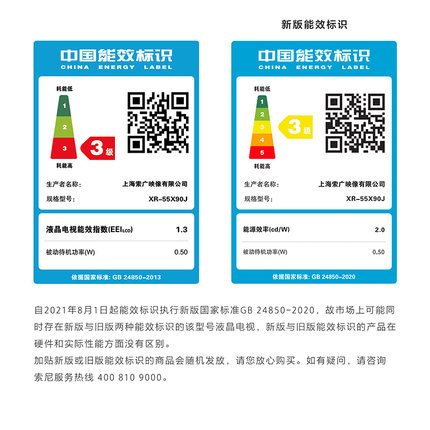 新版能效标识
中国能效标识
CHINA ENERGY LABEL
耗能低
1
2
3
3级
耗能高
生产者名称：
上海索广映像有限公司
规格型号：
XR-55X90J
液晶电视能效指数(EEILCD)
1.3
被动待机功率(W)
0.50
依据国家标准: GB 24850-2013
中国能效标识
CHINA ENERGY LABEL
耗能低
1
2
3
4
5
3级
耗能高
生产者名称：
上海索广映像有限公司
规格型号：
XR-55X90J
能源效率(cd/W)
2.0
被动待机功率(W)
0.50
依据国家标准: GB 24850-2020
自2021年8月1日起能效标识执行新版国家标准GB 24850-2020，故市场上可能同
时存在新版与旧版两种能效标识的该型号液晶电视，新版与旧版能效标识的产品在
硬件和实际性能方面没有区别。
加贴新版或旧版能效标识的商品会随机发放，请您放心购买。如有疑问，请咨询
索尼服务热线 400 810 9000。